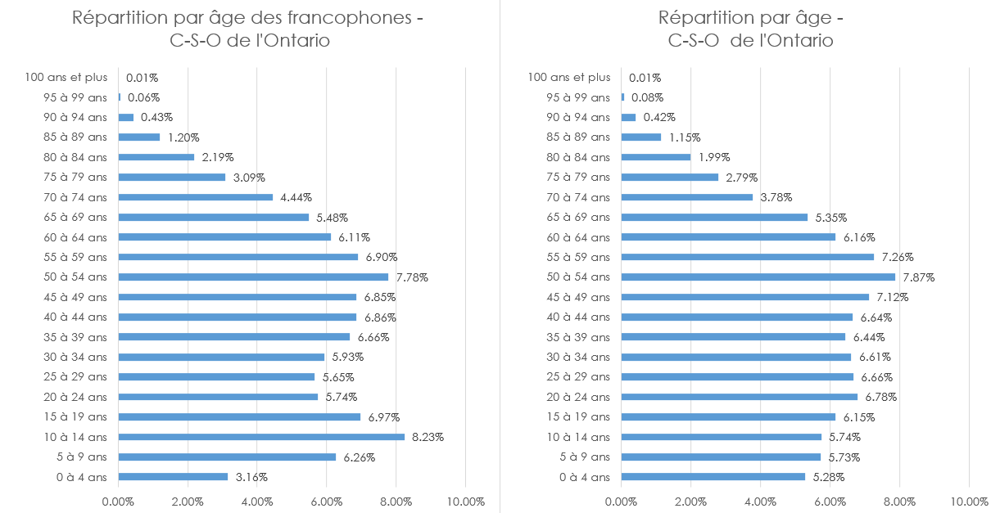 Répartition par âge des francophones -
C-S-O de l'Ontario
100 ans et plus 0.01%
95 à 99 ans 0.06%
90 à 94 ans 0.43%
85 à 89 ans 1.20%
80 à 84 ans 2.19%
75 à 79 ans 3.09%
70 à 74 ans 4.44%
65 à 69 ans 5.48%
60 à 64 ans 6.11%
55 à 59 ans 6.90%
50 à 54 ans 7.78%
45 à 49 ans 6.85%
40 à 44 ans 6.86%
35 à 39 ans 6.66%
30 à 34 ans 5.93%
25 à 29 ans 5.65%
20 à 24 ans 5.74%
15 à 19 ans 6.97%
10 à 14 ans 8.23%
5 à 9 ans 6.26%
0 à 4 ans 3.16%
0.00% 2.00% 4.00% 6.00% 8.00% 10.00%
Répartition par âge -
C-S-O de l'Ontario
100 ans et plus 0.01%
95 à 99 ans 0.08%
90 à 94 ans 0.42%
85 à 89 ans 1.15%
80 à 84 ans 1.99%
75 à 79 ans 2.79%
70 à 74 ans 3.78%
65 à 69 ans 5.35%
60 à 64 ans 6.16%
55 à 59 ans 7.26%
50 à 54 ans 7.87%
45 à 49 ans 7.12%
40 à 44 ans 6.64%
35 à 39 ans 6.44%
30 à 34 ans 6.61%
25 à 29 ans 6.66%
20 à 24 ans 6.78%
15 à 19 ans 6.15%
10 à 14 ans 5.74%
5 à 9 ans 5.73%
0 à 4 ans 5.28%
0.00% 2.00% 4.00% 6.00% 8.00% 10.00%